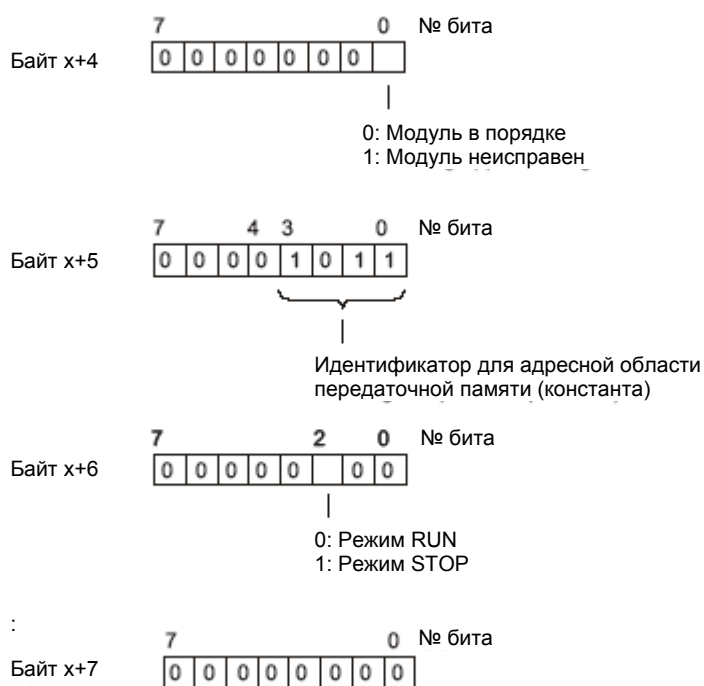 7 0 № бита
Байт x+4 0 0 0 0 0 0 0
0: Модуль в порядке
1: Модуль неисправен
7 4 3 0 № бита
Байт x+5 0 0 0 0 1 0 1 1
Идентификатор для адресной области
передаточной памяти (константа)
7 2 0 № бита
Байт x+6 0 0 0 0 0 0 0
0: Режим RUN
1: Режим STOP
:
7 0 № бита
Байт x+7 0 0 0 0 0 0 0 0